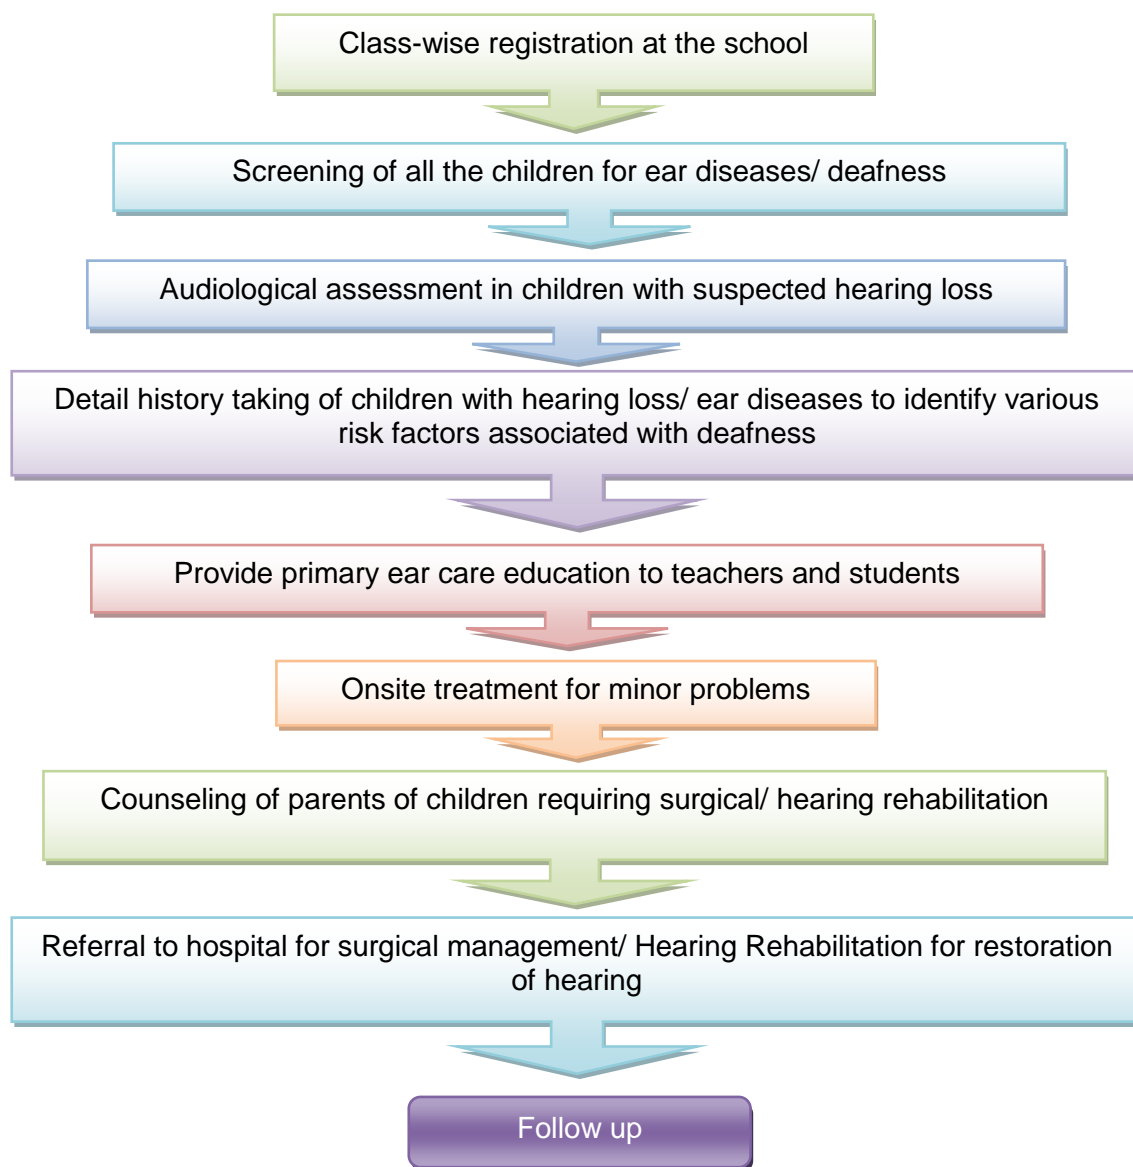 Class-wise registration at the school
Screening of all the children for ear diseases/ deafness
Audiological assessment in children with suspected hearing loss
Detail history taking of children with hearing loss/ ear diseases to identify various
risk factors associated with deafness
Provide primary ear care education to teachers and students
Onsite treatment for minor problems
Counseling of parents of children requiring surgical/ hearing rehabilitation
Referral to hospital for surgical management/ Hearing Rehabilitation for restoration
of hearing
Follow up